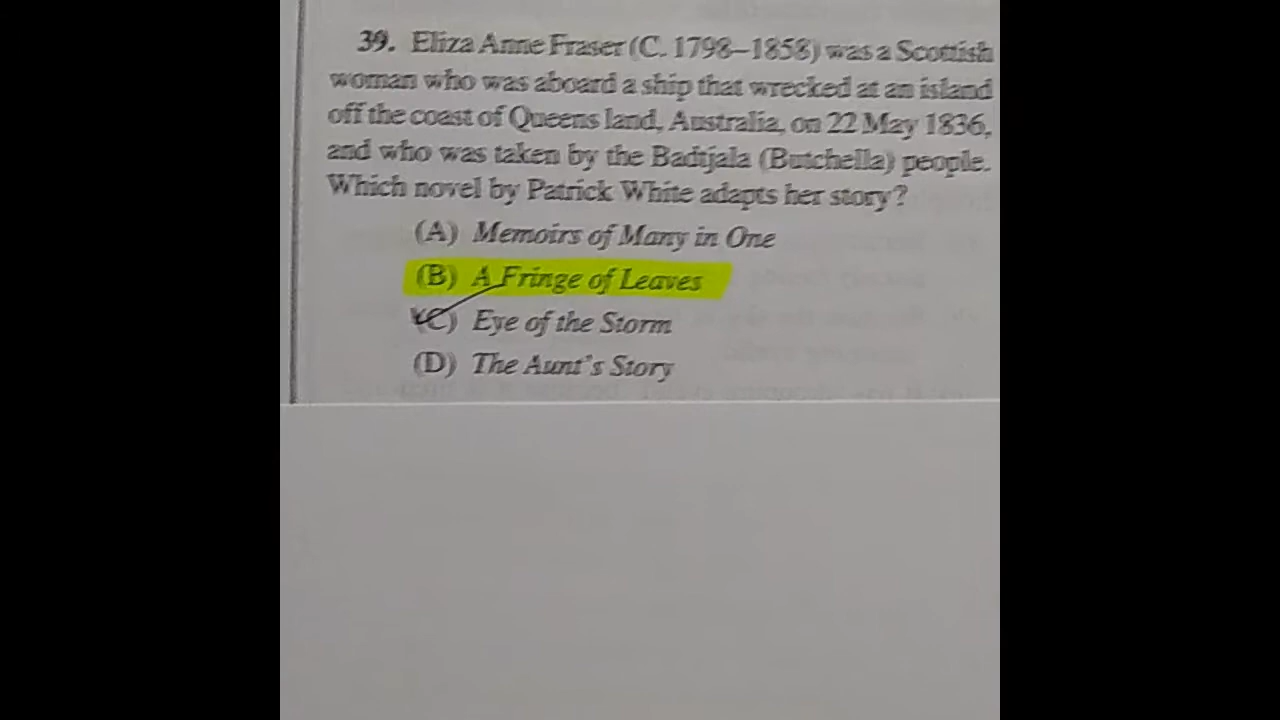 39. Eliza Anne Fraser (C. 1798–1858) was a Scottish
woman who was aboard a ship that wrecked at an island
off the coast of Queens land, Australia, on 22 May 1836,
and who was taken by the Badtjala (Butchella) people.
Which novel by Patrick White adapts her story?
(A) Memoirs of Many in One
(B) A Fringe of Leaves
(C) Eye of the Storm
(D) The Aunt's Story